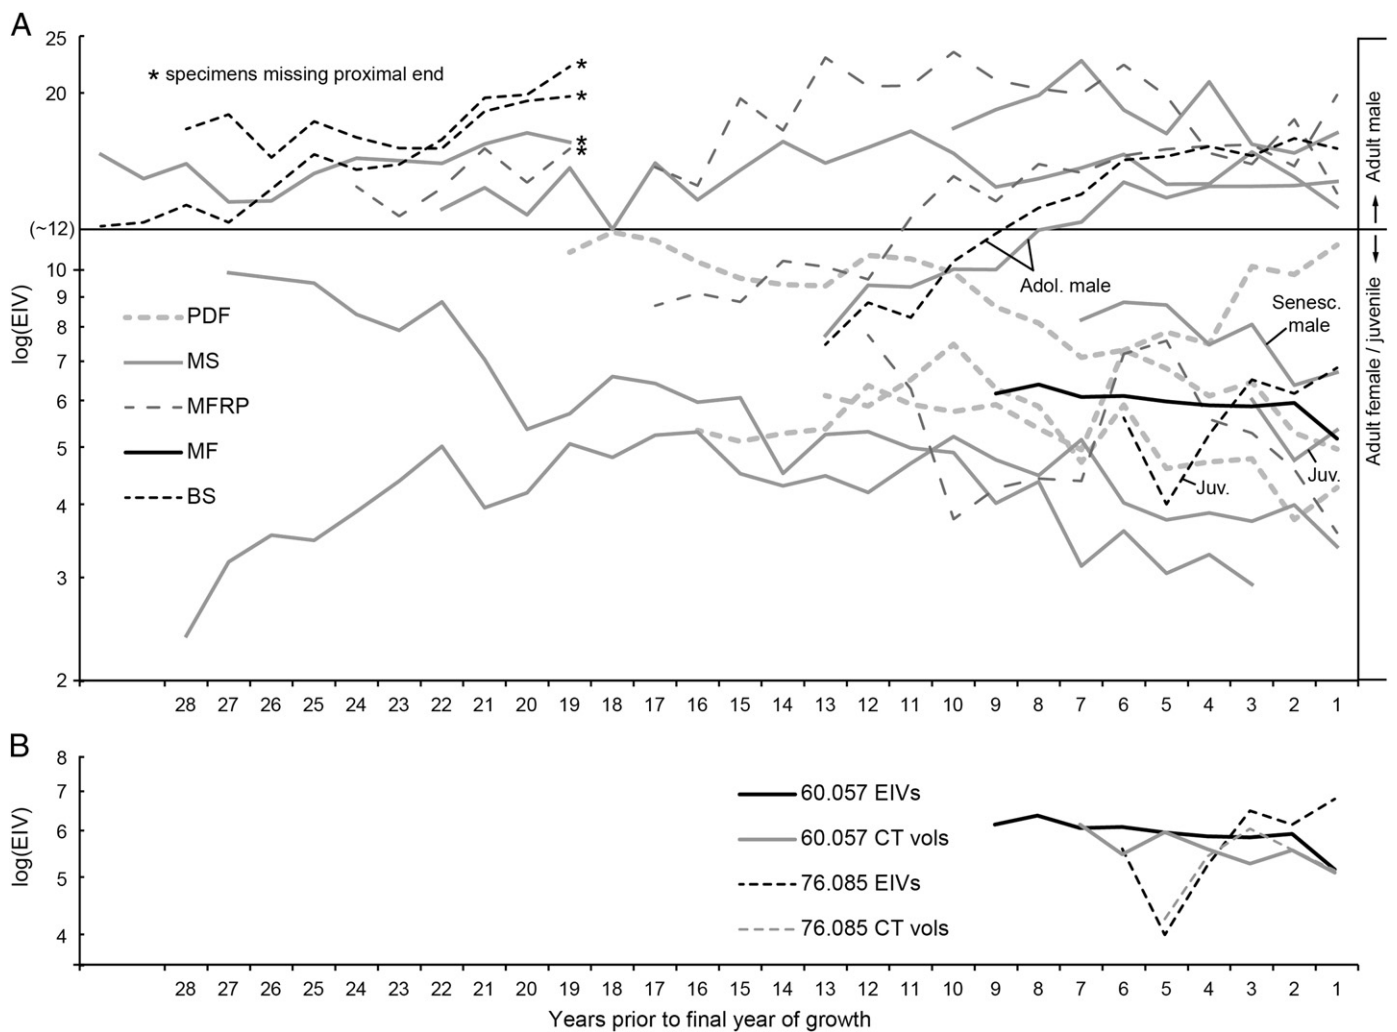 A
25
* specimens missing proximal end
20
(~12)
10
9
8
7
6
5
4
3
2
log(EIV)
PDF
MS
MFRP
MF
BS
*
*
*
*
Adol. male
Senesc.
male
Juv.
Juv.
Adult male
Adult female / juvenile
28 27 26 25 24 23 22 21 20 19 18 17 16 15 14 13 12 11 10 9 8 7 6 5 4 3 2 1
B
8
7
6
5
4
log(EIV)
60.057 EIVs
60.057 CT vols
76.085 EIVs
76.085 CT vols
28 27 26 25 24 23 22 21 20 19 18 17 16 15 14 13 12 11 10 9 8 7 6 5 4 3 2 1
Years prior to final year of growth